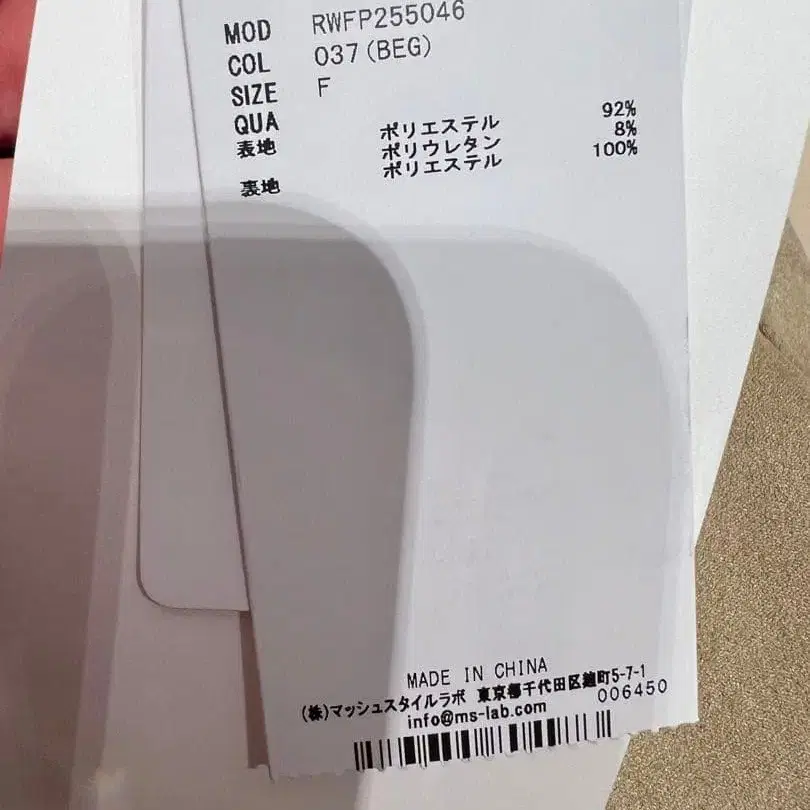 MOD RWFP255046
COL 037(BEG)
SIZE F
QUA
表地 ポリエステル 92%
ポリウレタン 8%
裏地 ポリエステル 100%
MADE IN CHINA
(株)マッシュスタイルラボ 東京都千代田区麹町5-7-1
info@ms-lab.com 006450